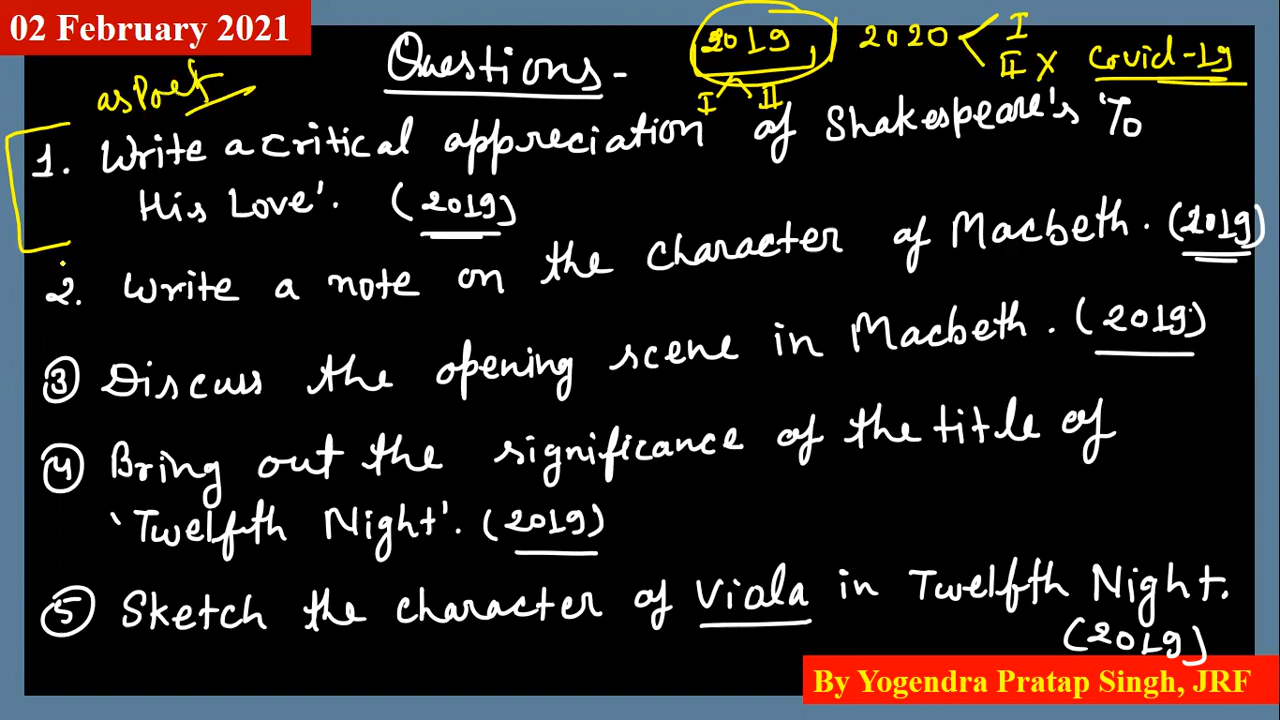 02 February 2021
Questions-
2019 2020 I
II X Covid-19
I II
as Poet
1. Write a critical appreciation of Shakespeare's 'To
His Love'. (2019)
2. Write a note on the character of Macbeth. (2019)
3 Discuss the opening scene in Macbeth. (2019)
4 Bring out the significance of the title of
'Twelfth Night'. (2019)
5 Sketch the character of Viola in Twelfth Night.
(2019)
By Yogendra Pratap Singh, JRF